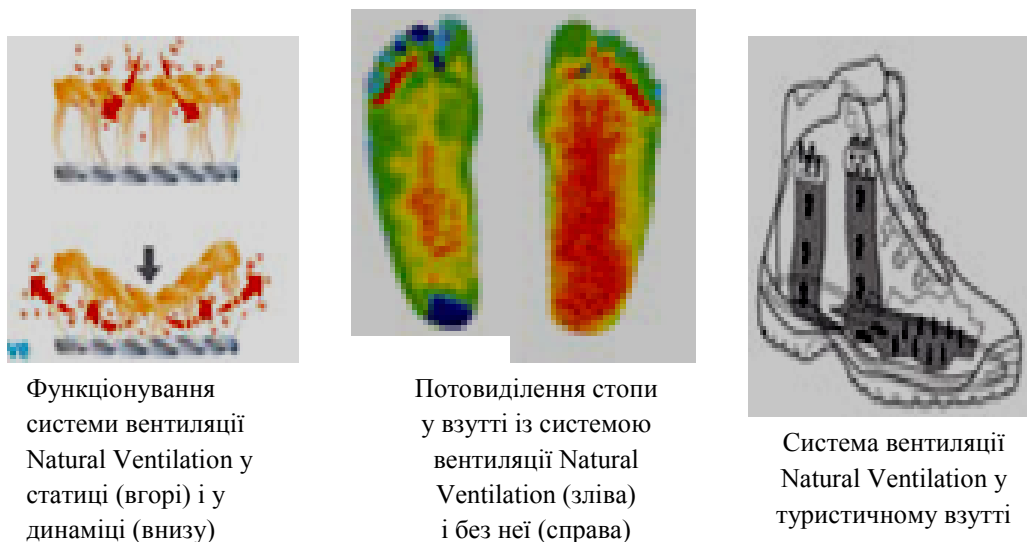 Функціонування
системи вентиляції
Natural Ventilation у
статиці (вгорі) і у
динаміці (внизу)
Потовиділення стопи
у взутті із системою
вентиляції Natural
Ventilation (зліва)
і без неї (справа)
Система вентиляції
Natural Ventilation у
туристичному взутті